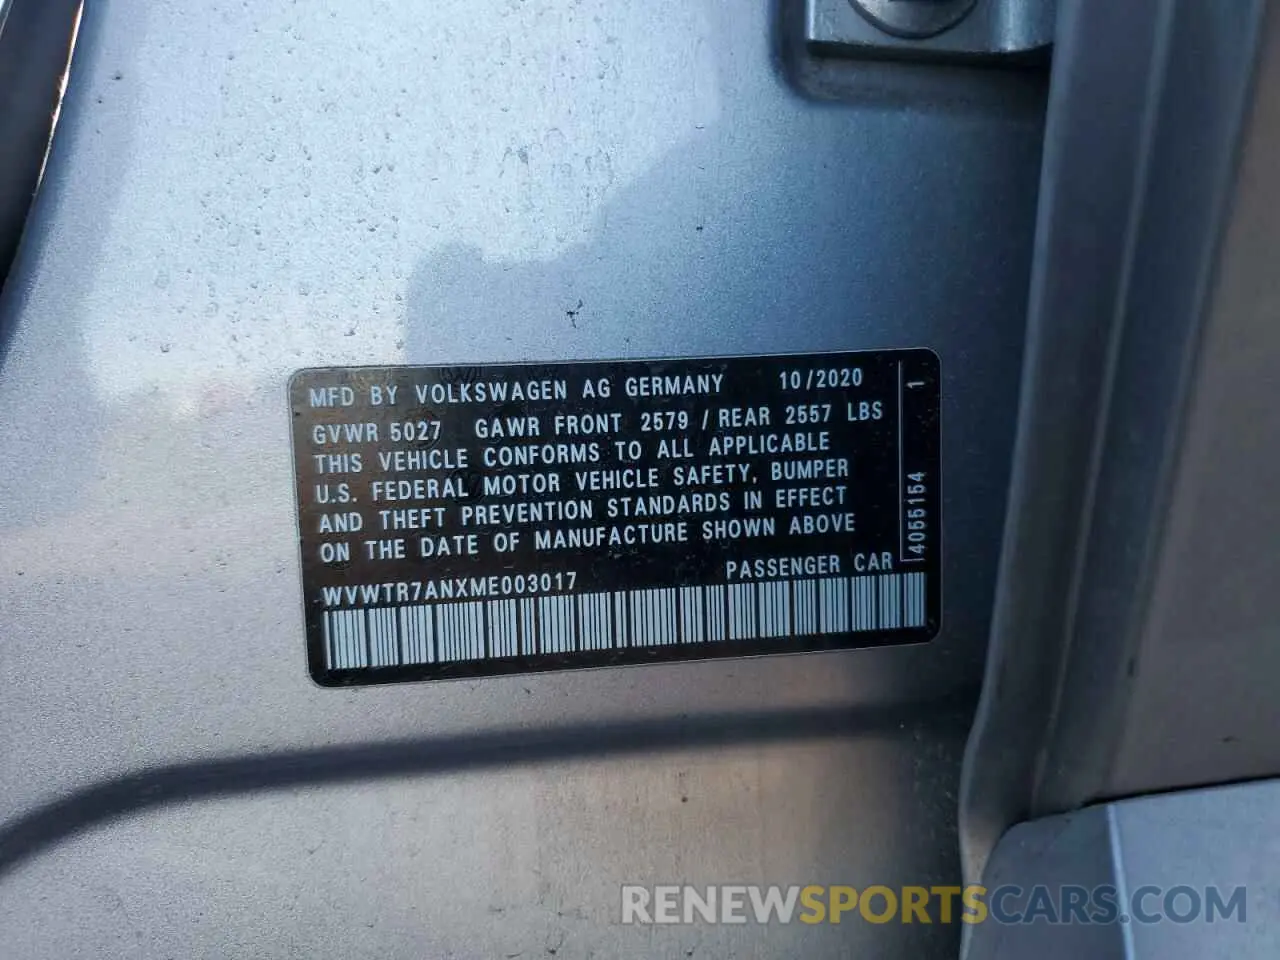 MFD BY VOLKSWAGEN AG GERMANY 10/2020
GVWR 5027 GAWR FRONT 2579 / REAR 2557 LBS
THIS VEHICLE CONFORMS TO ALL APPLICABLE
U.S. FEDERAL MOTOR VEHICLE SAFETY, BUMPER
AND THEFT PREVENTION STANDARDS IN EFFECT
ON THE DATE OF MANUFACTURE SHOWN ABOVE
WVWTR7ANXME003017 PASSENGER CAR
4055154 1
RENEWSPORTSCARS.COM